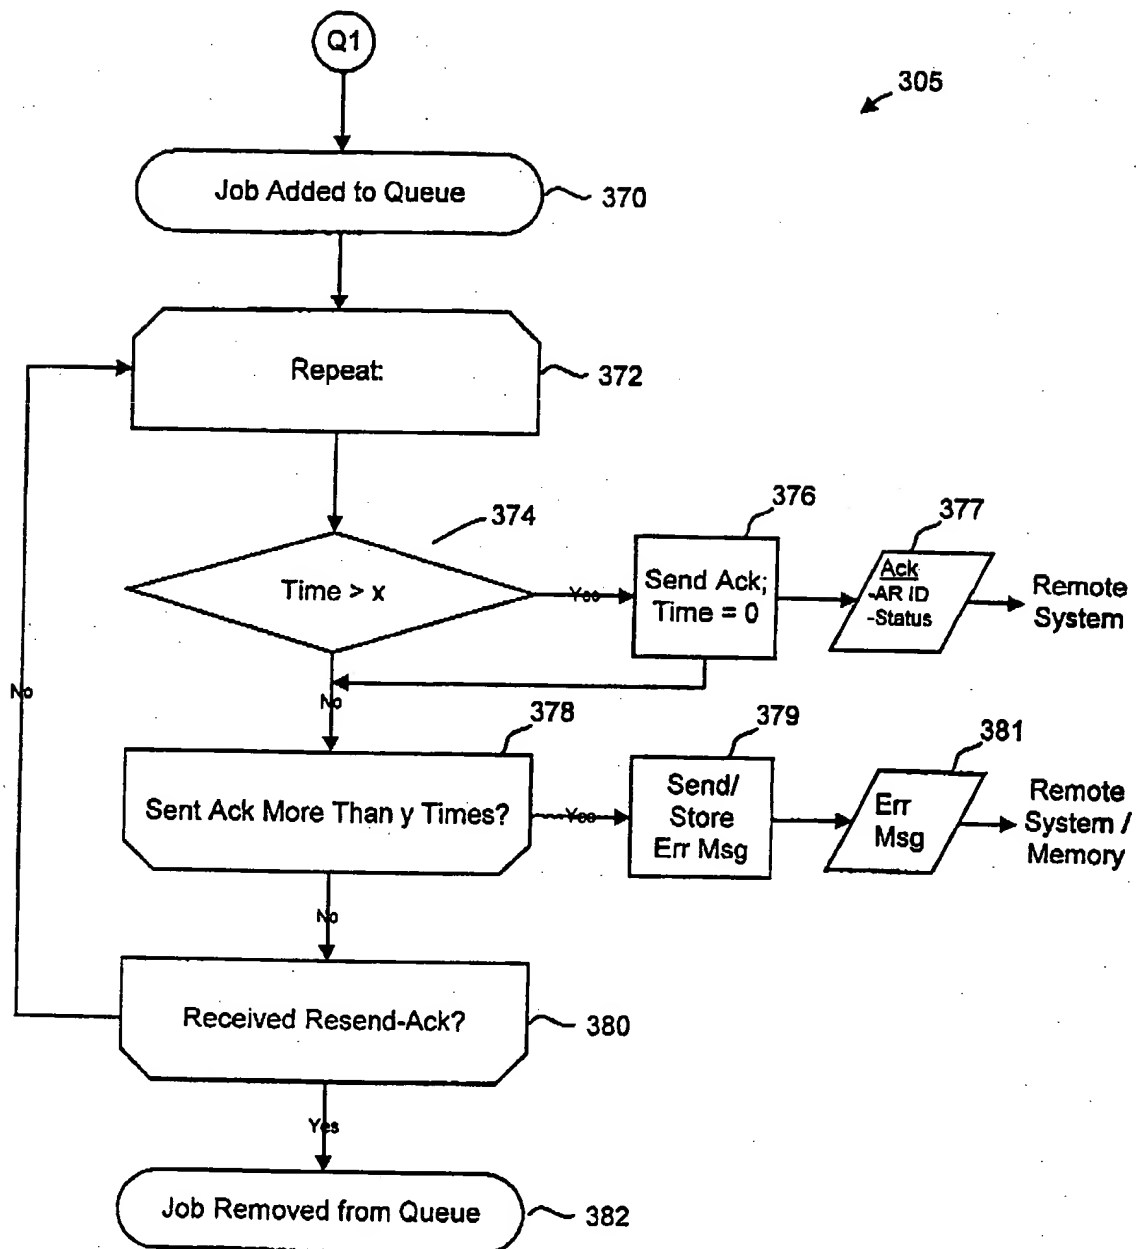 Q1
305
Job Added to Queue
370
Repeat:
372
374
376
377
Time > x
Yes
Send Ack;
Time = 0
Ack
-AR ID
-Status
Remote
System
No
No
378
379
381
Sent Ack More Than y Times?
Yes
Send/
Store
Err Msg
Err
Msg
Remote
System /
Memory
No
Received Resend-Ack?
380
Yes
Job Removed from Queue
382